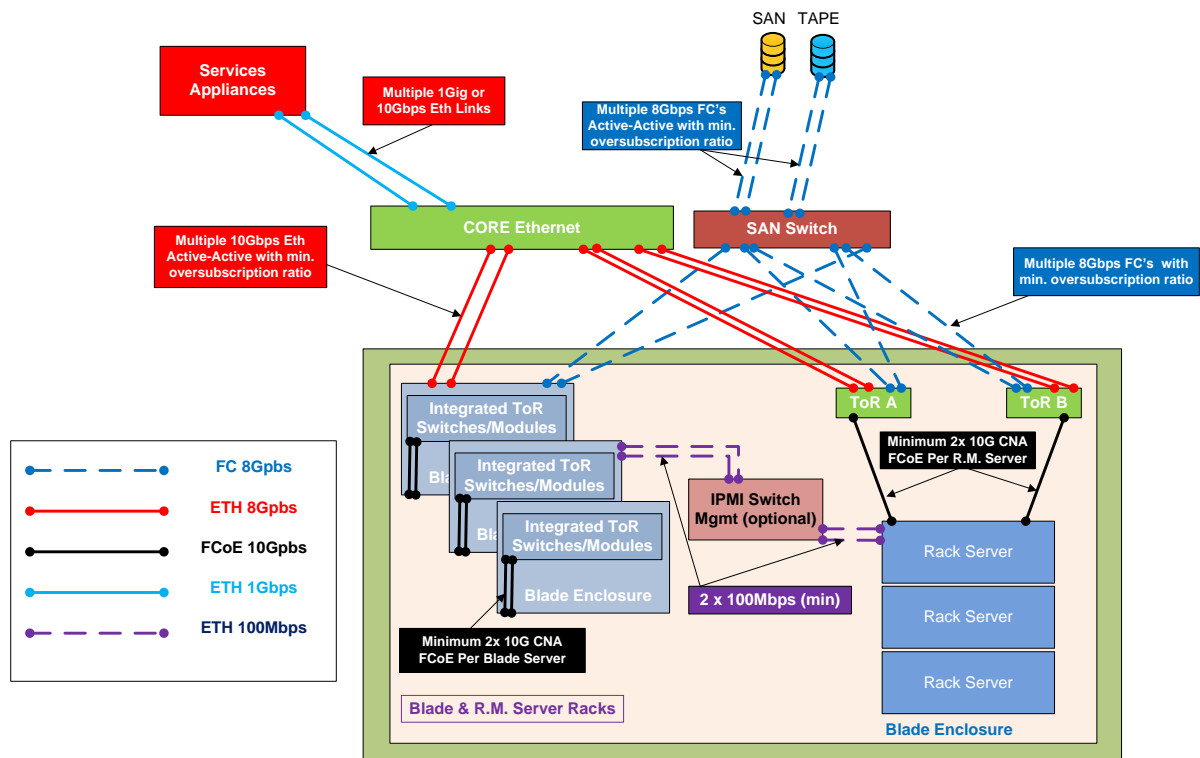 SAN
TAPE
Services
Appliances
Multiple 1Gig or
10Gbps Eth Links
Multiple 8Gbps FC's
Active-Active with min.
oversubscription ratio
CORE Ethernet
SAN Switch
Multiple 10Gbps Eth
Active-Active with min.
oversubscription ratio
Multiple 8Gbps FC's with
min. oversubscription ratio
Integrated ToR
Switches/Modules
Bla
Integrated ToR
Switches/Modules
Bl
Integrated ToR
Switches/Modules
Blade Enclosure
ToR A
ToR B
Minimum 2x 10G CNA
FCoE Per R.M. Server
IPMI Switch
Mgmt (optional)
Rack Server
Rack Server
Rack Server
2 x 100Mbps (min)
Minimum 2x 10G CNA
FCoE Per Blade Server
Blade & R.M. Server Racks
Blade Enclosure
FC 8Gpbs
ETH 8Gpbs
FCoE 10Gpbs
ETH 1Gbps
ETH 100Mbps